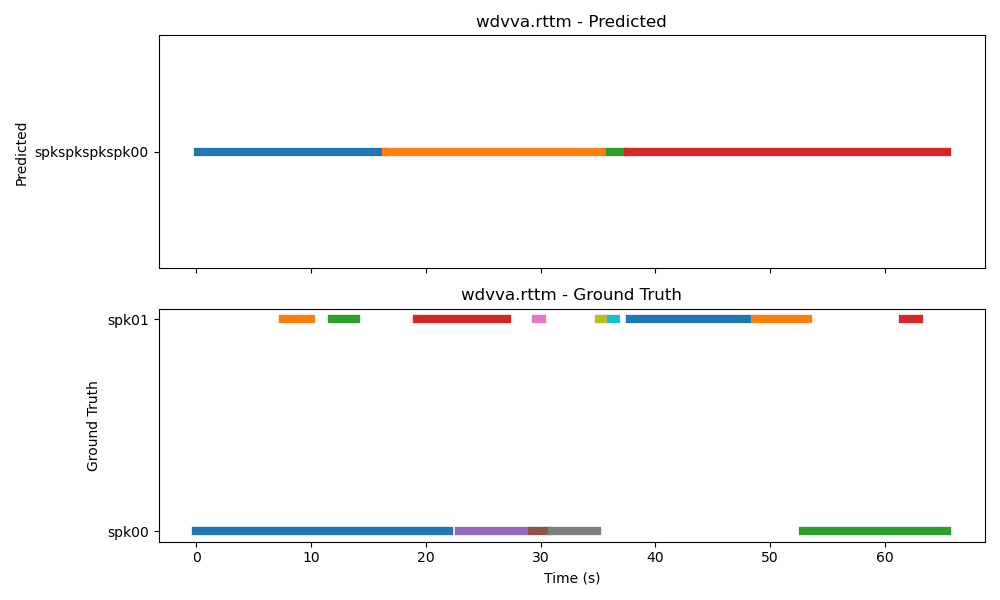 wdvva.rttm - Predicted
Predicted
spkspkspkspk00
wdvva.rttm - Ground Truth
Ground Truth
spk01
spk00
0 10 20 30 40 50 60
Time (s)